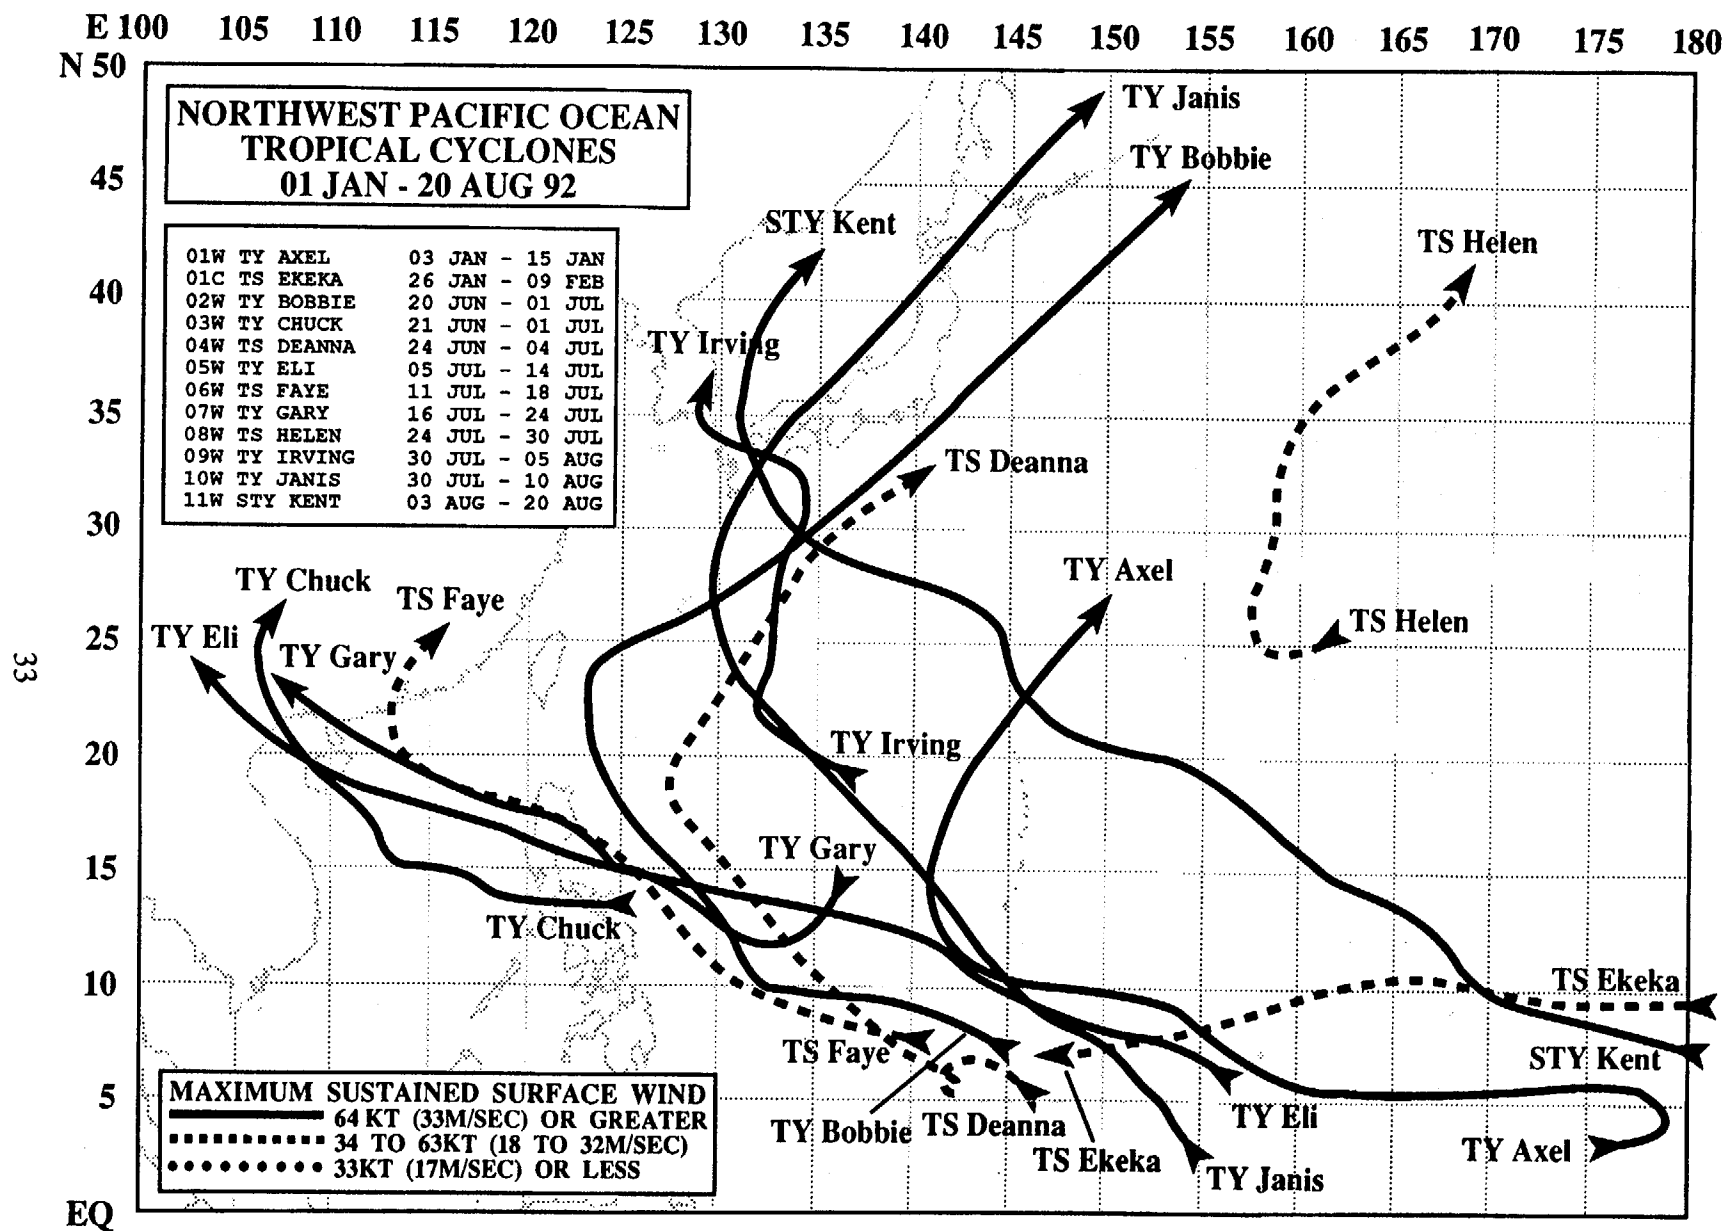 E 100 105 110 115 120 125 130 135 140 145 150 155 160 165 170 175 180
N 50
45
40
35
30
25
20
15
10
5
EQ
33
NORTHWEST PACIFIC OCEAN
TROPICAL CYCLONES
01 JAN - 20 AUG 92
01W TY AXEL 03 JAN - 15 JAN
01C TS EKEKA 26 JAN - 09 FEB
02W TY BOBBIE 20 JUN - 01 JUL
03W TY CHUCK 21 JUN - 01 JUL
04W TS DEANNA 24 JUN - 04 JUL
05W TY ELI 05 JUL - 14 JUL
06W TS FAYE 11 JUL - 18 JUL
07W TY GARY 16 JUL - 24 JUL
08W TS HELEN 24 JUL - 30 JUL
09W TY IRVING 30 JUL - 05 AUG
10W TY JANIS 30 JUL - 10 AUG
11W STY KENT 03 AUG - 20 AUG
TY Janis
TY Bobbie
STY Kent
TS Helen
TY Irving
TS Deanna
TY Chuck
TS Faye
TY Axel
TY Eli
TY Gary
TS Helen
TY Irving
TY Gary
TY Chuck
TS Ekeka
TS Faye
STY Kent
TY Bobbie
TS Deanna
TS Ekeka
TY Eli
TY Janis
TY Axel
MAXIMUM SUSTAINED SURFACE WIND
64 KT (33M/SEC) OR GREATER
34 TO 63KT (18 TO 32M/SEC)
33KT (17M/SEC) OR LESS